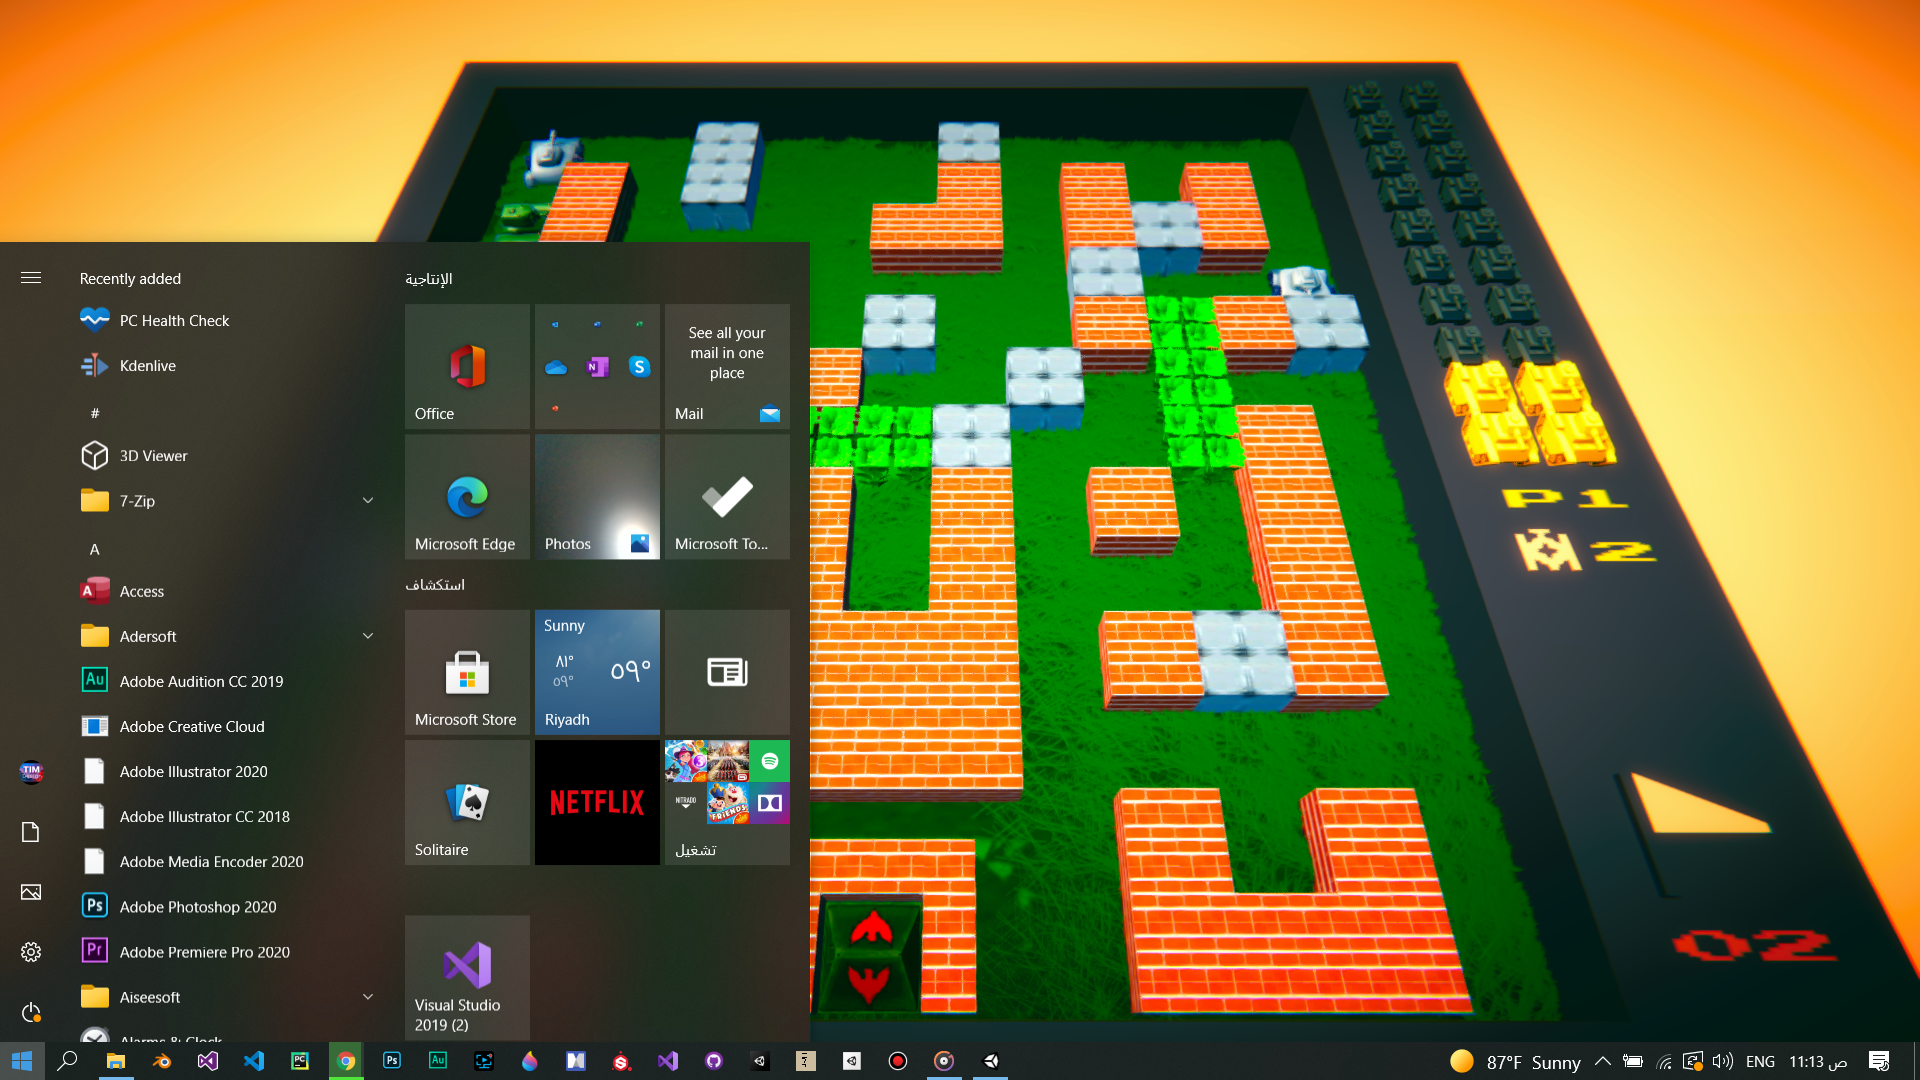 Recently added
PC Health Check
Kdenlive
#
3D Viewer
7-Zip
A
Access
Adersoft
Adobe Audition CC 2019
Adobe Creative Cloud
Adobe Illustrator 2020
Adobe Illustrator CC 2018
Adobe Media Encoder 2020
Adobe Photoshop 2020
Adobe Premiere Pro 2020
Aiseesoft
Alarms & Clock
الإنتاجية
Office
See all your
mail in one
place
Mail
Microsoft Edge
Photos
Microsoft To...
استكشاف
Microsoft Store
Sunny
٨١°
٥٩°
٥٩°
Riyadh
Solitaire
NETFLIX
NITRADO
FRIENDS
تشغيل
Visual Studio
2019 (2)
TIM
P1
2
02
87°F Sunny
ENG
11:13 ص